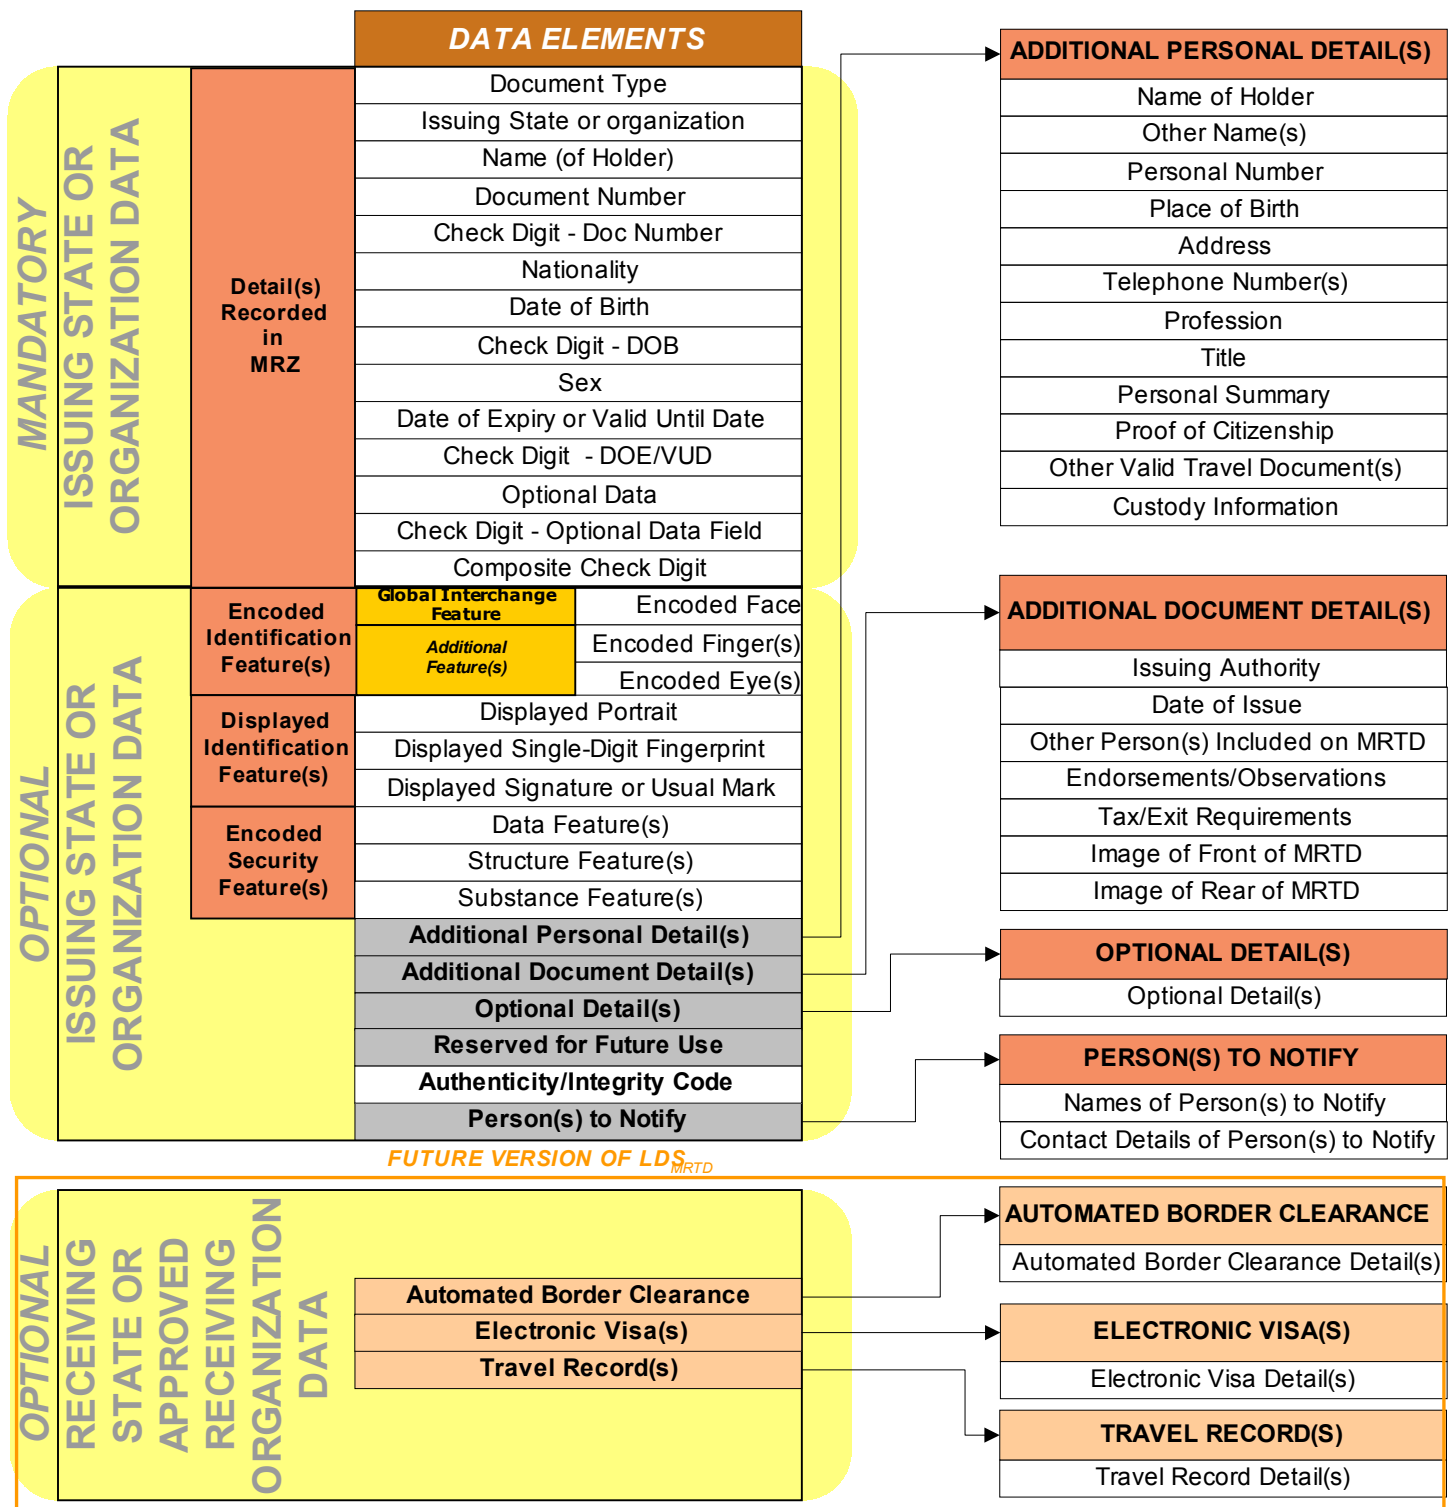 DATA ELEMENTS
MANDATORY
ISSUING STATE OR
ORGANIZATION DATA
Detail(s)
Recorded
in
MRZ
Document Type
Issuing State or organization
Name (of Holder)
Document Number
Check Digit - Doc Number
Nationality
Date of Birth
Check Digit - DOB
Sex
Date of Expiry or Valid Until Date
Check Digit  - DOE/VUD
Optional Data
Check Digit - Optional Data Field
Composite Check Digit
OPTIONAL
ISSUING STATE OR
ORGANIZATION DATA
Encoded
Identification
Feature(s)
Global Interchange
Feature
Encoded Face
Additional
Feature(s)
Encoded Finger(s)
Encoded Eye(s)
Displayed
Identification
Feature(s)
Displayed Portrait
Displayed Single-Digit Fingerprint
Displayed Signature or Usual Mark
Encoded
Security
Feature(s)
Data Feature(s)
Structure Feature(s)
Substance Feature(s)
Additional Personal Detail(s)
Additional Document Detail(s)
Optional Detail(s)
Reserved for Future Use
Authenticity/Integrity Code
Person(s) to Notify
ADDITIONAL PERSONAL DETAIL(S)
Name of Holder
Other Name(s)
Personal Number
Place of Birth
Address
Telephone Number(s)
Profession
Title
Personal Summary
Proof of Citizenship
Other Valid Travel Document(s)
Custody Information
ADDITIONAL DOCUMENT DETAIL(S)
Issuing Authority
Date of Issue
Other Person(s) Included on MRTD
Endorsements/Observations
Tax/Exit Requirements
Image of Front of MRTD
Image of Rear of MRTD
OPTIONAL DETAIL(S)
Optional Detail(s)
PERSON(S) TO NOTIFY
Names of Person(s) to Notify
Contact Details of Person(s) to Notify
FUTURE VERSION OF LDS MRTD
OPTIONAL
RECEIVING
STATE OR
APPROVED
RECEIVING
ORGANIZATION
DATA
Automated Border Clearance
Electronic Visa(s)
Travel Record(s)
AUTOMATED BORDER CLEARANCE
Automated Border Clearance Detail(s)
ELECTRONIC VISA(S)
Electronic Visa Detail(s)
TRAVEL RECORD(S)
Travel Record Detail(s)